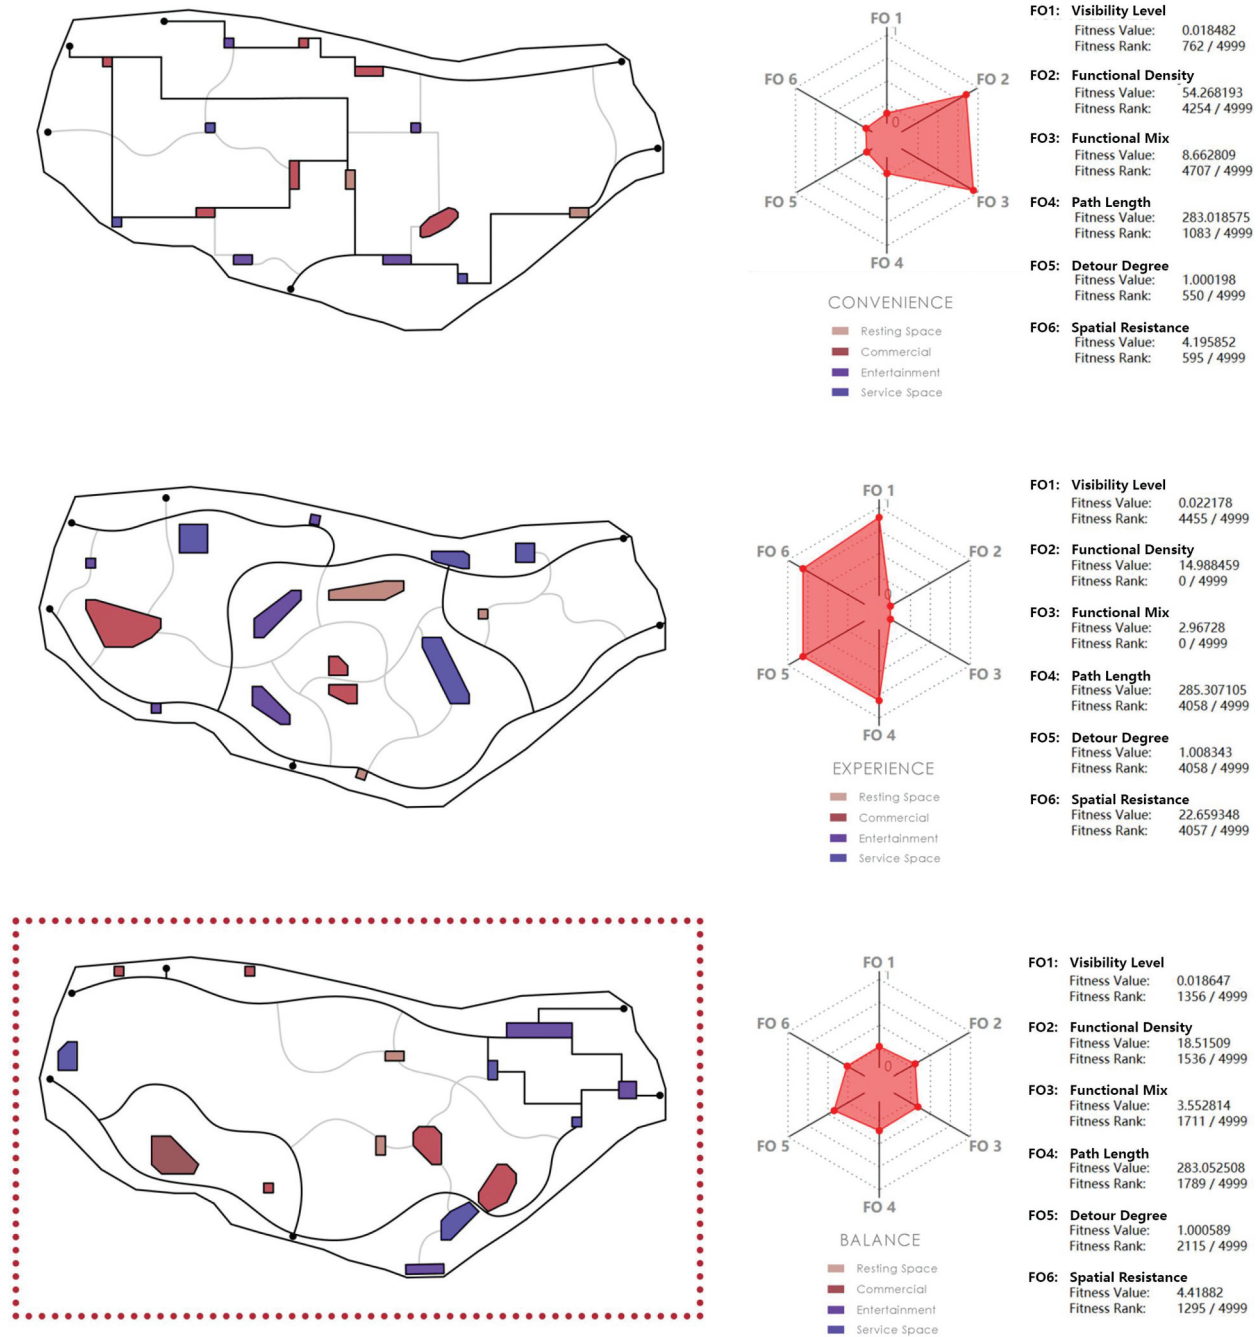 FO 1
1
FO 2
FO 6
0
FO 5
FO 3
FO 4
CONVENIENCE
Resting Space
Commercial
Entertainment
Service Space
FO1: Visibility Level
Fitness Value: 0.018482
Fitness Rank: 762 / 4999
FO2: Functional Density
Fitness Value: 54.268193
Fitness Rank: 4254 / 4999
FO3: Functional Mix
Fitness Value: 8.662809
Fitness Rank: 4707 / 4999
FO4: Path Length
Fitness Value: 283.018575
Fitness Rank: 1083 / 4999
FO5: Detour Degree
Fitness Value: 1.000198
Fitness Rank: 550 / 4999
FO6: Spatial Resistance
Fitness Value: 4.195852
Fitness Rank: 595 / 4999
FO 1
1
FO 6
FO 2
0
FO 5
FO 3
FO 4
EXPERIENCE
Resting Space
Commercial
Entertainment
Service Space
FO1: Visibility Level
Fitness Value: 0.022178
Fitness Rank: 4455 / 4999
FO2: Functional Density
Fitness Value: 14.988459
Fitness Rank: 0 / 4999
FO3: Functional Mix
Fitness Value: 2.96728
Fitness Rank: 0 / 4999
FO4: Path Length
Fitness Value: 285.307105
Fitness Rank: 4058 / 4999
FO5: Detour Degree
Fitness Value: 1.008343
Fitness Rank: 4058 / 4999
FO6: Spatial Resistance
Fitness Value: 22.659348
Fitness Rank: 4057 / 4999
FO 1
1
FO 6
FO 2
0
FO 5
FO 3
FO 4
BALANCE
Resting Space
Commercial
Entertainment
Service Space
FO1: Visibility Level
Fitness Value: 0.018647
Fitness Rank: 1356 / 4999
FO2: Functional Density
Fitness Value: 18.51509
Fitness Rank: 1536 / 4999
FO3: Functional Mix
Fitness Value: 3.552814
Fitness Rank: 1711 / 4999
FO4: Path Length
Fitness Value: 283.052508
Fitness Rank: 1789 / 4999
FO5: Detour Degree
Fitness Value: 1.000589
Fitness Rank: 2115 / 4999
FO6: Spatial Resistance
Fitness Value: 4.41882
Fitness Rank: 1295 / 4999